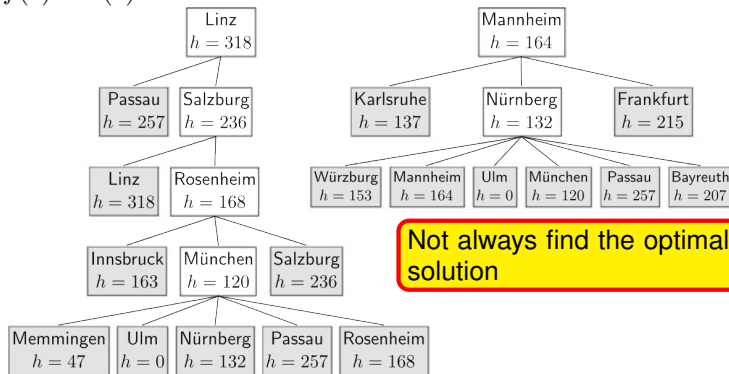 Linz
h = 318
Passau
h = 257
Salzburg
h = 236
Linz
h = 318
Rosenheim
h = 168
Innsbruck
h = 163
München
h = 120
Salzburg
h = 236
Memmingen
h = 47
Ulm
h = 0
Nürnberg
h = 132
Passau
h = 257
Rosenheim
h = 168
Mannheim
h = 164
Karlsruhe
h = 137
Nürnberg
h = 132
Frankfurt
h = 215
Würzburg
h = 153
Mannheim
h = 164
Ulm
h = 0
München
h = 120
Passau
h = 257
Bayreuth
h = 207
Not always find the optimal
solution